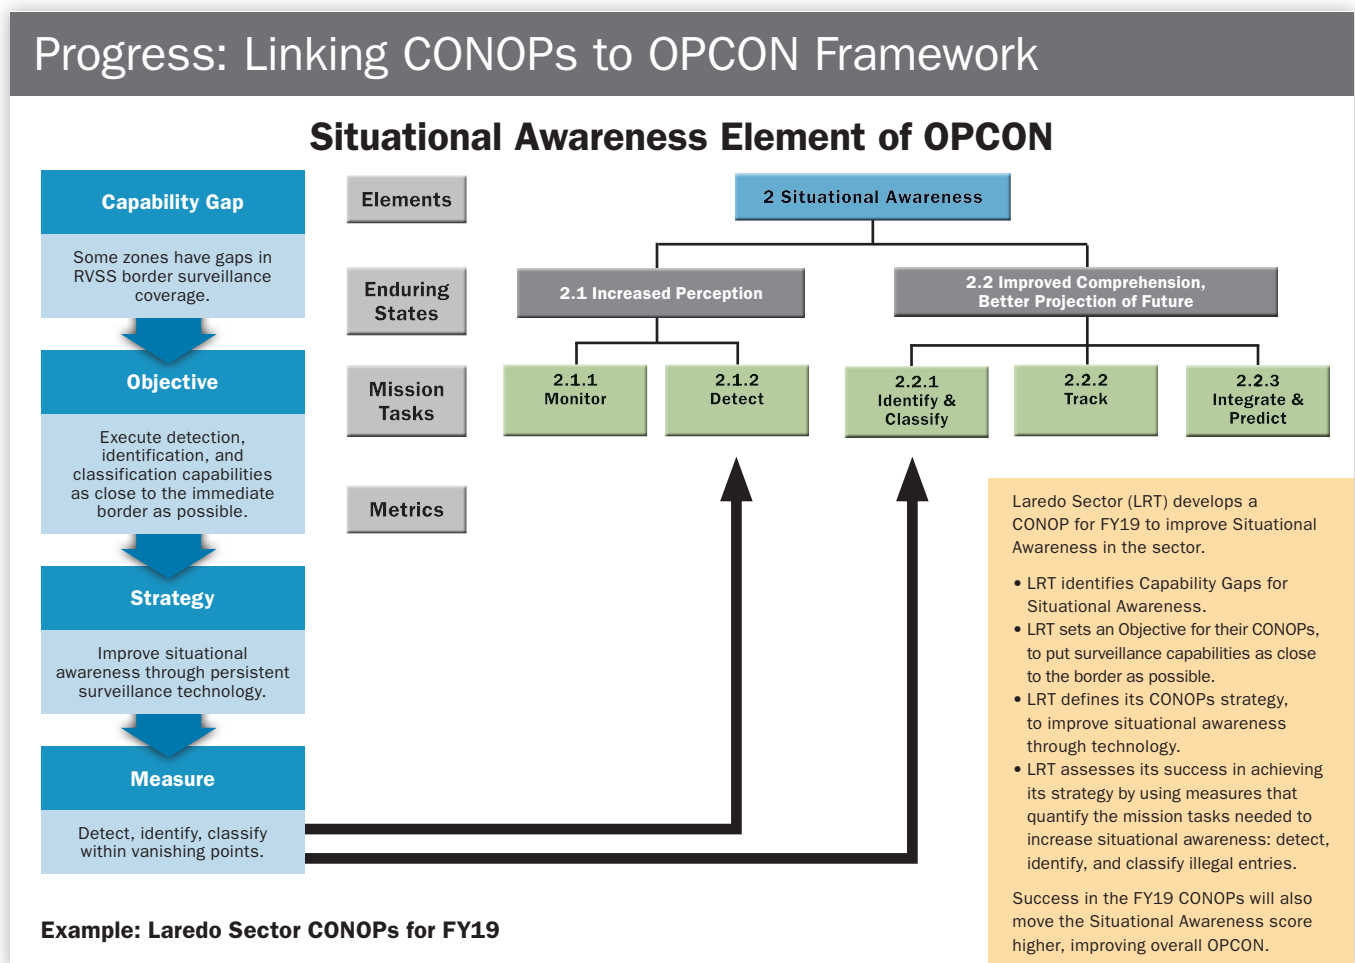 Progress: Linking CONOPs to OPCON Framework
Situational Awareness Element of OPCON
Capability Gap
Some zones have gaps in
RVSS border surveillance
coverage.
Objective
Execute detection,
identification, and
classification capabilities
as close to the immediate
border as possible.
Strategy
Improve situational
awareness through persistent
surveillance technology.
Measure
Detect, identify, classify
within vanishing points.
Elements
2 Situational Awareness
Enduring
States
2.1 Increased Perception
2.2 Improved Comprehension,
Better Projection of Future
Mission
Tasks
2.1.1
Monitor
2.1.2
Detect
2.2.1
Identify &
Classify
2.2.2
Track
2.2.3
Integrate &
Predict
Metrics
Laredo Sector (LRT) develops a
CONOP for FY19 to improve Situational
Awareness in the sector.
• LRT identifies Capability Gaps for
Situational Awareness.
• LRT sets an Objective for their CONOPs,
to put surveillance capabilities as close
to the border as possible.
• LRT defines its CONOPs strategy,
to improve situational awareness
through technology.
• LRT assesses its success in achieving
its strategy by using measures that
quantify the mission tasks needed to
increase situational awareness: detect,
identify, and classify illegal entries.
Success in the FY19 CONOPs will also
move the Situational Awareness score
higher, improving overall OPCON.
Example: Laredo Sector CONOPs for FY19